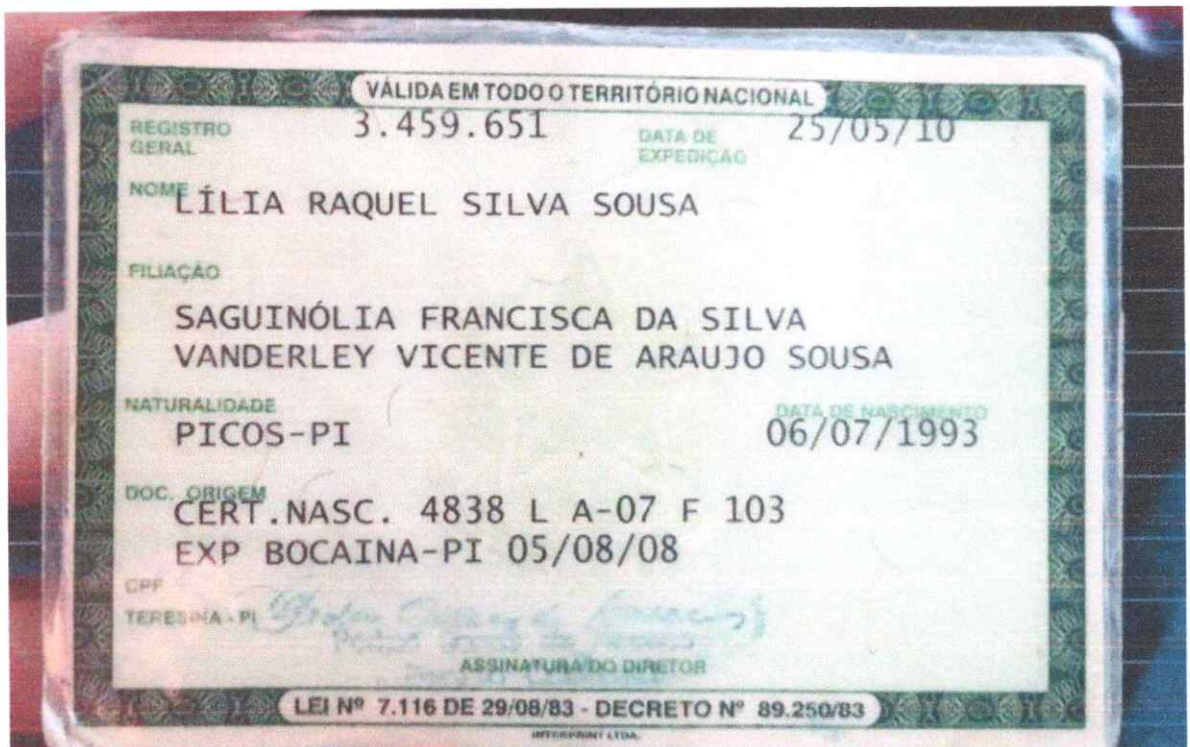 VÁLIDA EM TODO O TERRITÓRIO NACIONAL
REGISTRO GERAL 3.459.651 DATA DE EXPEDIÇÃO 25/05/10
NOME LÍLIA RAQUEL SILVA SOUSA
FILIAÇÃO
SAGUINÓLIA FRANCISCA DA SILVA
VANDERLEY VICENTE DE ARAUJO SOUSA
NATURALIDADE DATA DE NASCIMENTO
PICOS-PI 06/07/1993
DOC. ORIGEM
CERT.NASC. 4838 L A-07 F 103
EXP BOCAINA-PI 05/08/08
CPF
TERESINA - PI
ASSINATURA DO DIRETOR
LEI Nº 7.116 DE 29/08/83 - DECRETO Nº 89.250/83
INTERPRINT LTDA.